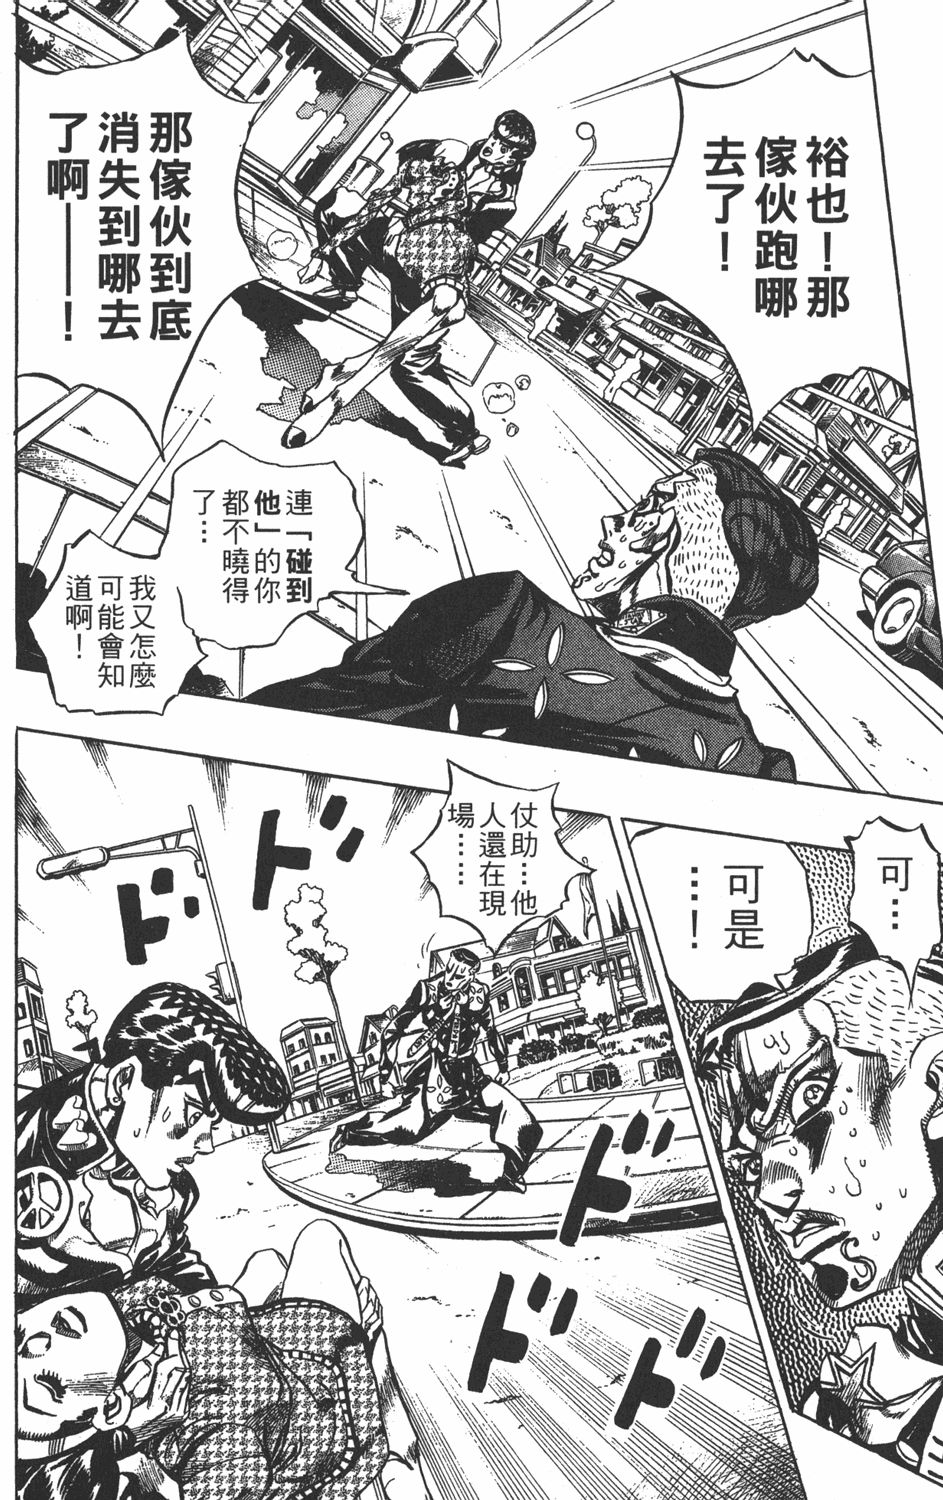 裕也！那
傢伙跑哪
去了！
那傢伙到底
消失到哪去
了啊——！
連「碰到
他」的你
都不曉得
了…
我又怎麼
可能會知
道啊！
可…
可是
…！
仗助…他
人還在現
場……
ドド
ドド
ドド